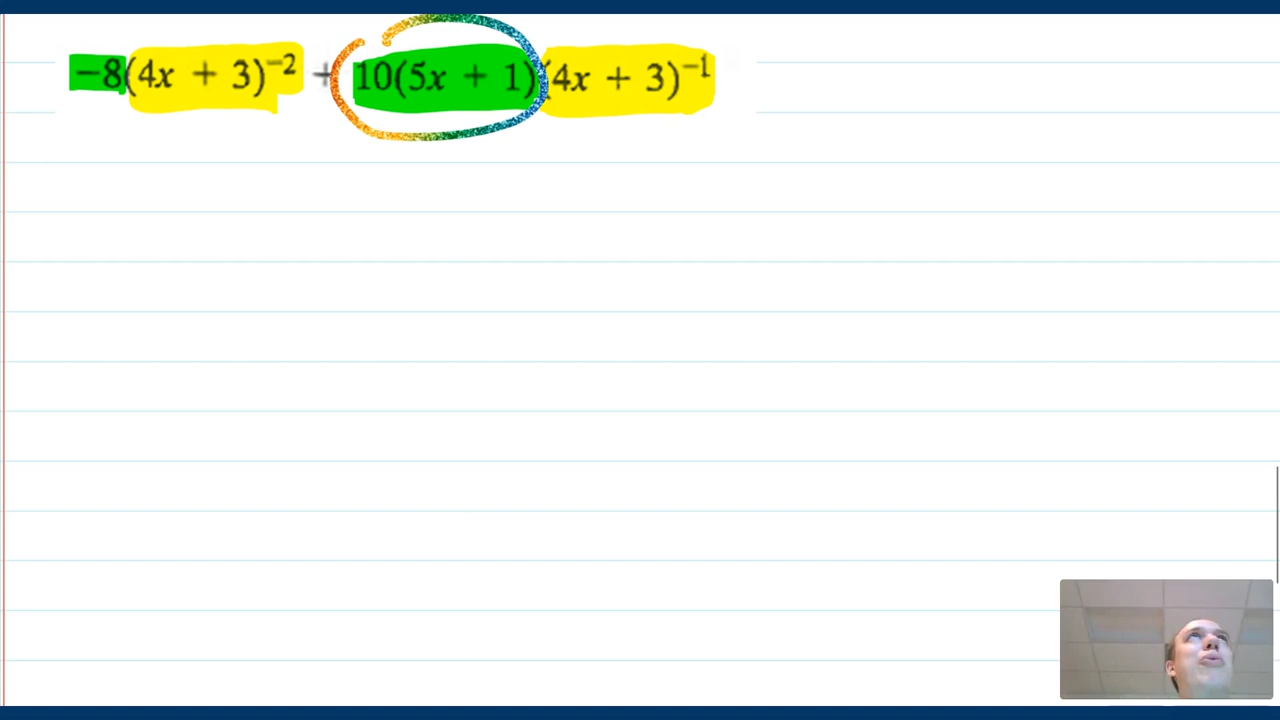 −8(4x + 3)⁻² + 10(5x + 1)(4x + 3)⁻¹